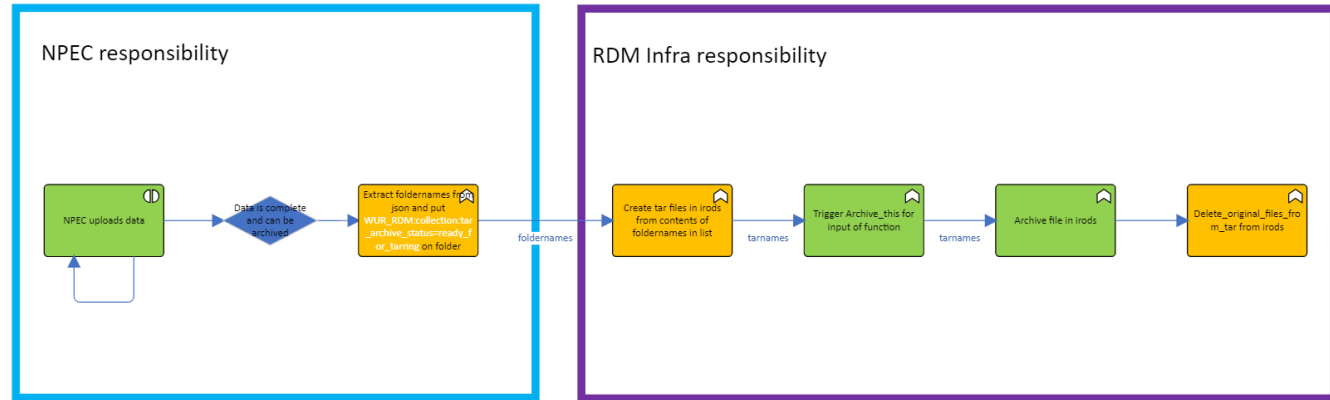 NPEC responsibility
RDM Infra responsibility
NPEC uploads data
Data is complete
and can be
archived
Extract foldernames from
json and put
WUR_RDM:collection:tar
_archive_status=ready_f
or_tarring on folder
foldernames
Create tar files in irods
from contents of
foldernames in list
tarnames
Trigger Archive_this for
input of function
tarnames
Archive file in irods
Delete_original_files_fro
m_tar from irods